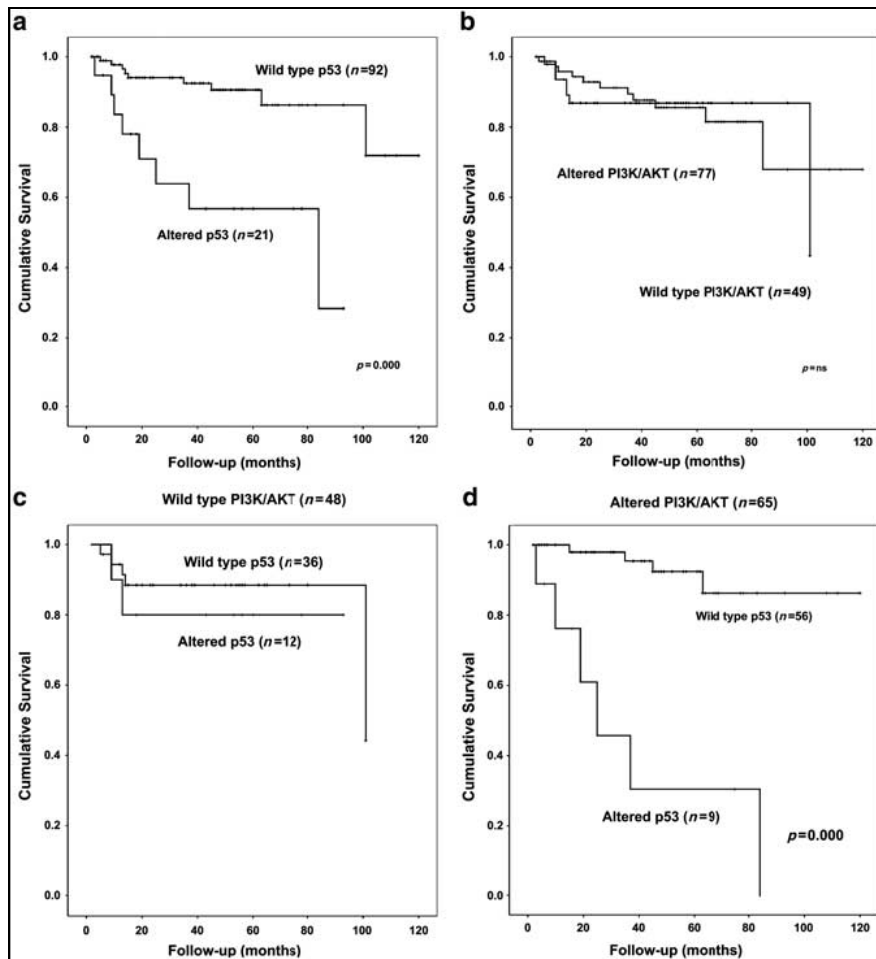 a
1.0
0.8
0.6
0.4
0.2
0.0
Cumulative Survival
Wild type p53 (n=92)
Altered p53 (n=21)
p=0.000
0 20 40 60 80 100 120
Follow-up (months)
b
1.0
0.8
0.6
0.4
0.2
0.0
Cumulative Survival
Altered PI3K/AKT (n=77)
Wild type PI3K/AKT (n=49)
p=ns
0 20 40 60 80 100 120
Follow-up (months)
c
Wild type PI3K/AKT (n=48)
1.0
0.8
0.6
0.4
0.2
0.0
Cumulative Survival
Wild type p53 (n=36)
Altered p53 (n=12)
0 20 40 60 80 100 120
Follow-up (months)
d
Altered PI3K/AKT (n=65)
1.0
0.8
0.6
0.4
0.2
0.0
Cumulative Survival
Wild type p53 (n=56)
Altered p53 (n=9)
p=0.000
0 20 40 60 80 100 120
Follow-up (months)